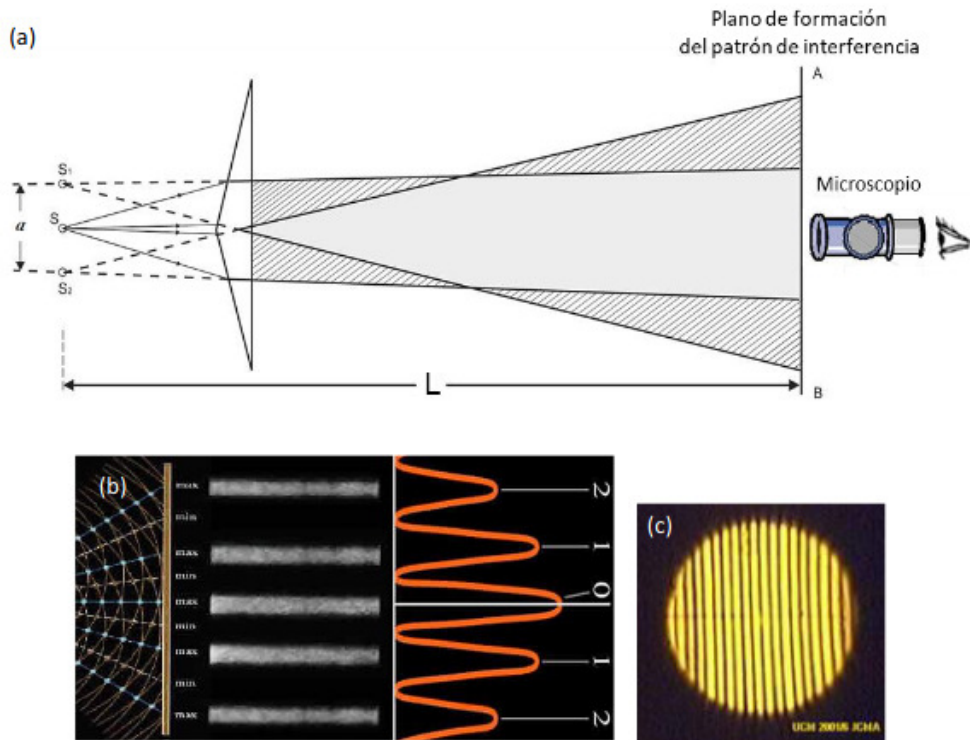 (a)
Plano de formación
del patrón de interferencia
A
S₁
a
S
S₂
Microscopio
L
B
(b)
max
min
max
min
max
min
max
min
max
2
1
0
1
2
(c)
UCM 2001/6 JCMA